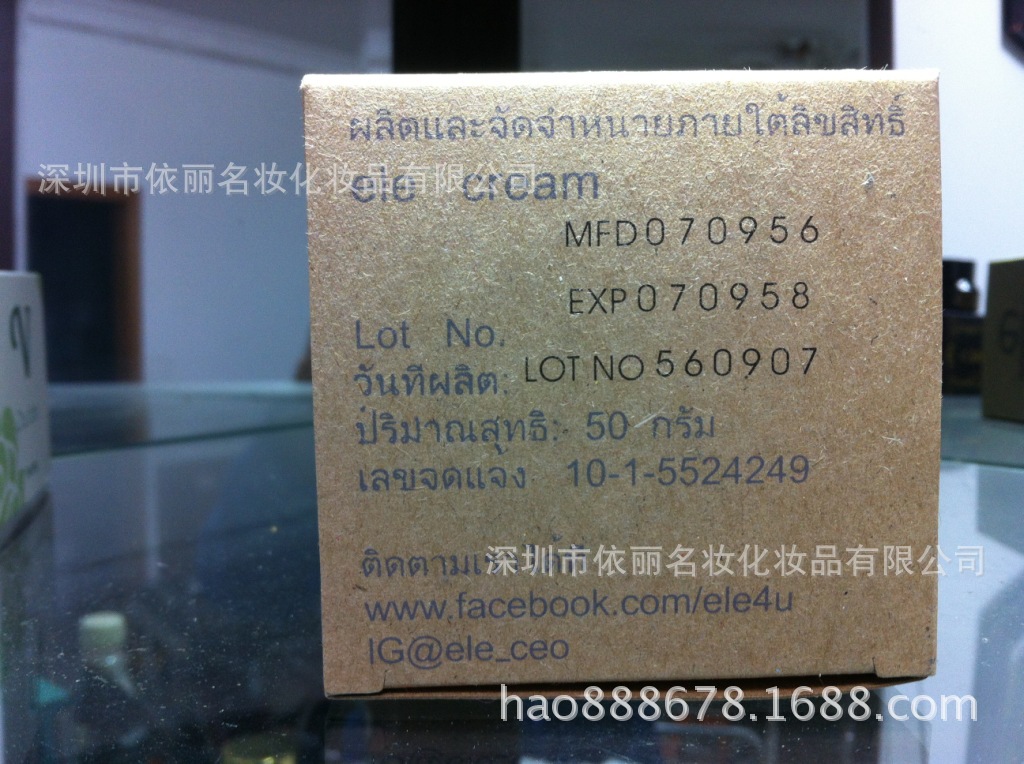 ผลิตและจัดจำหน่ายภายใต้ลิขสิทธิ์
深圳市依丽名妆化妆品有限公司
ele cream
MFD070956
EXP070958
Lot No.
LOT NO 560907
วันที่ผลิต:
ปริมาณสุทธิ: 50 กรัม
เลขจดแจ้ง 10-1-5524249
深圳市依丽名妆化妆品有限公司
www.facebook.com/ele4u
IG@ele_ceo
hao888678.1688.com